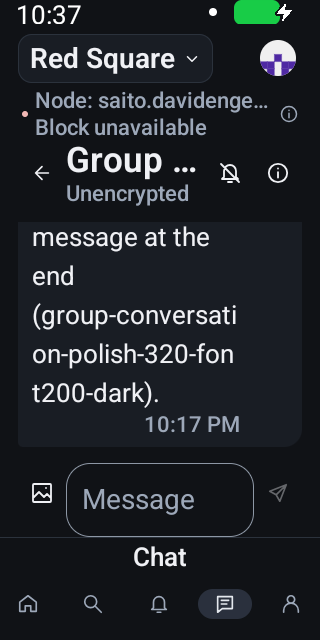 10:37
Red Square
Node: saito.davidenge…
Block unavailable
Group …
Unencrypted
message at the
end
(group-conversati
on-polish-320-fon
t200-dark).
10:17 PM
Message
Chat